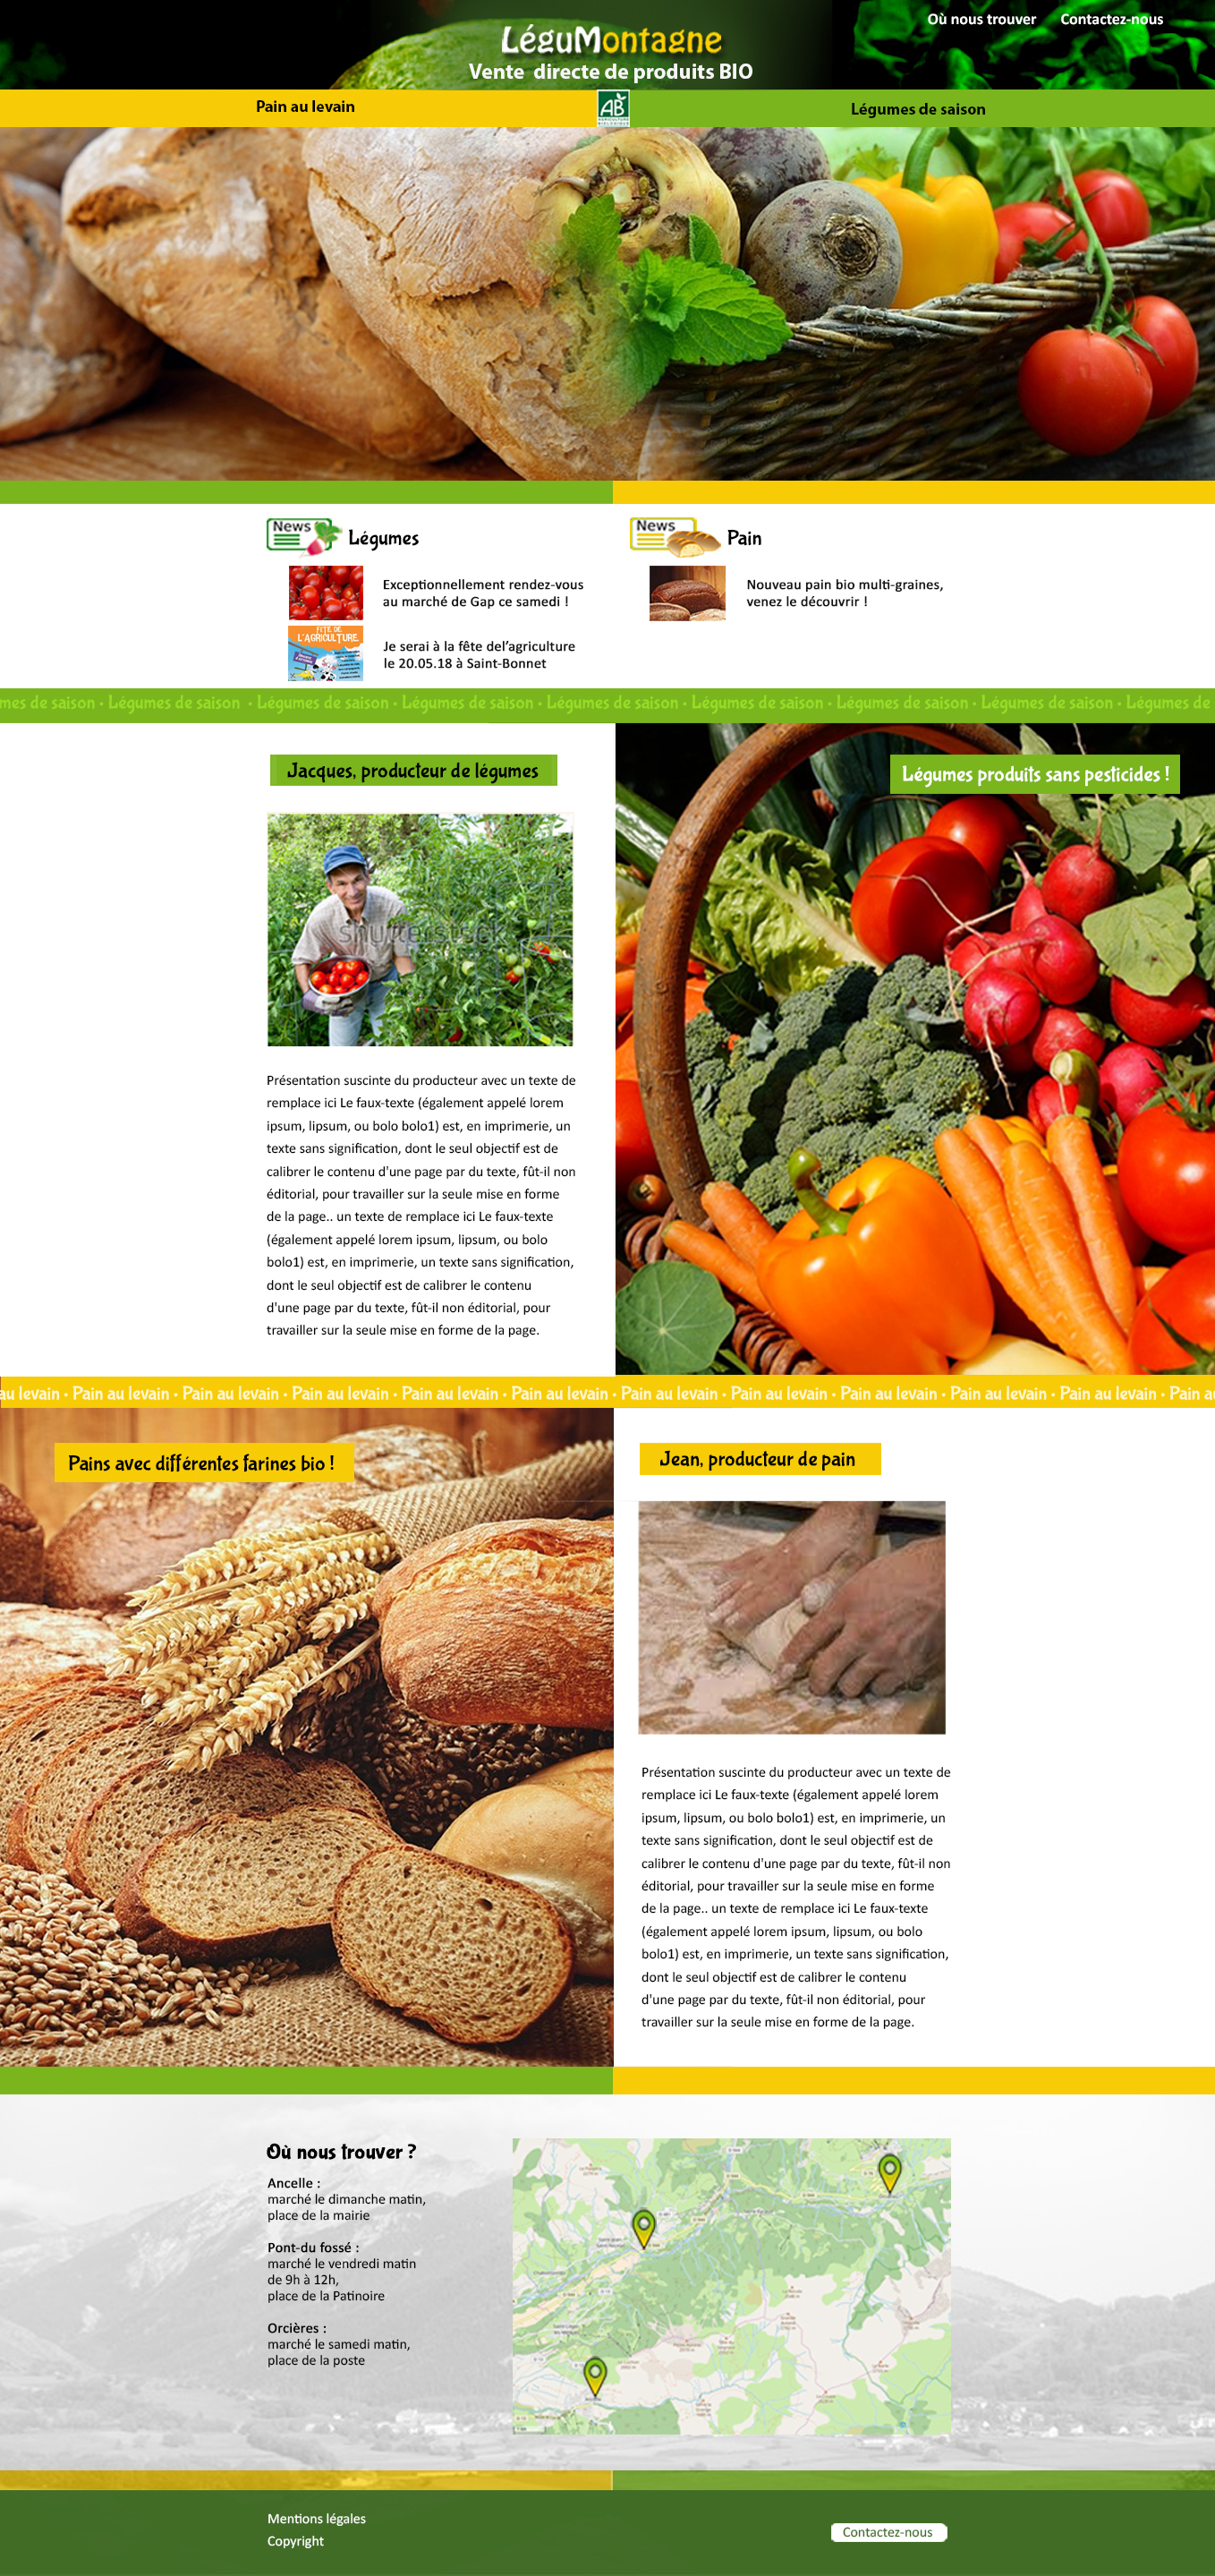 Où nous trouver Contactez-nous
LéguMontagne
Vente directe de produits BIO
Pain au levain
AB
AGRICULTURE
BIOLOGIQUE
Légumes de saison
News
Légumes
Exceptionnellement rendez-vous
au marché de Gap ce samedi !
FÊTE DE
L'AGRICULTURE
Je serai à la fête del'agriculture
le 20.05.18 à Saint-Bonnet
News
Pain
Nouveau pain bio multi-graines,
venez le découvrir !
mes de saison • Légumes de saison • Légumes de saison • Légumes de saison • Légumes de saison • Légumes de saison • Légumes de saison • Légumes de saison • Légumes de
Jacques, producteur de légumes
shutterstock
Présentation suscinte du producteur avec un texte de
remplace ici Le faux-texte (également appelé lorem
ipsum, lipsum, ou bolo bolo1) est, en imprimerie, un
texte sans signification, dont le seul objectif est de
calibrer le contenu d'une page par du texte, fût-il non
éditorial, pour travailler sur la seule mise en forme
de la page.. un texte de remplace ici Le faux-texte
(également appelé lorem ipsum, lipsum, ou bolo
bolo1) est, en imprimerie, un texte sans signification,
dont le seul objectif est de calibrer le contenu
d'une page par du texte, fût-il non éditorial, pour
travailler sur la seule mise en forme de la page.
Légumes produits sans pesticides !
au levain • Pain au levain • Pain au levain • Pain au levain • Pain au levain • Pain au levain • Pain au levain • Pain au levain • Pain au levain • Pain au levain • Pain au levain • Pain au
Pains avec différentes farines bio !
Jean, producteur de pain
Présentation suscinte du producteur avec un texte de
remplace ici Le faux-texte (également appelé lorem
ipsum, lipsum, ou bolo bolo1) est, en imprimerie, un
texte sans signification, dont le seul objectif est de
calibrer le contenu d'une page par du texte, fût-il non
éditorial, pour travailler sur la seule mise en forme
de la page.. un texte de remplace ici Le faux-texte
(également appelé lorem ipsum, lipsum, ou bolo
bolo1) est, en imprimerie, un texte sans signification,
dont le seul objectif est de calibrer le contenu
d'une page par du texte, fût-il non éditorial, pour
travailler sur la seule mise en forme de la page.
Où nous trouver ?
Ancelle :
marché le dimanche matin,
place de la mairie
Pont-du fossé :
marché le vendredi matin
de 9h à 12h,
place de la Patinoire
Orcières :
marché le samedi matin,
place de la poste
Mentions légales
Copyright
Contactez-nous